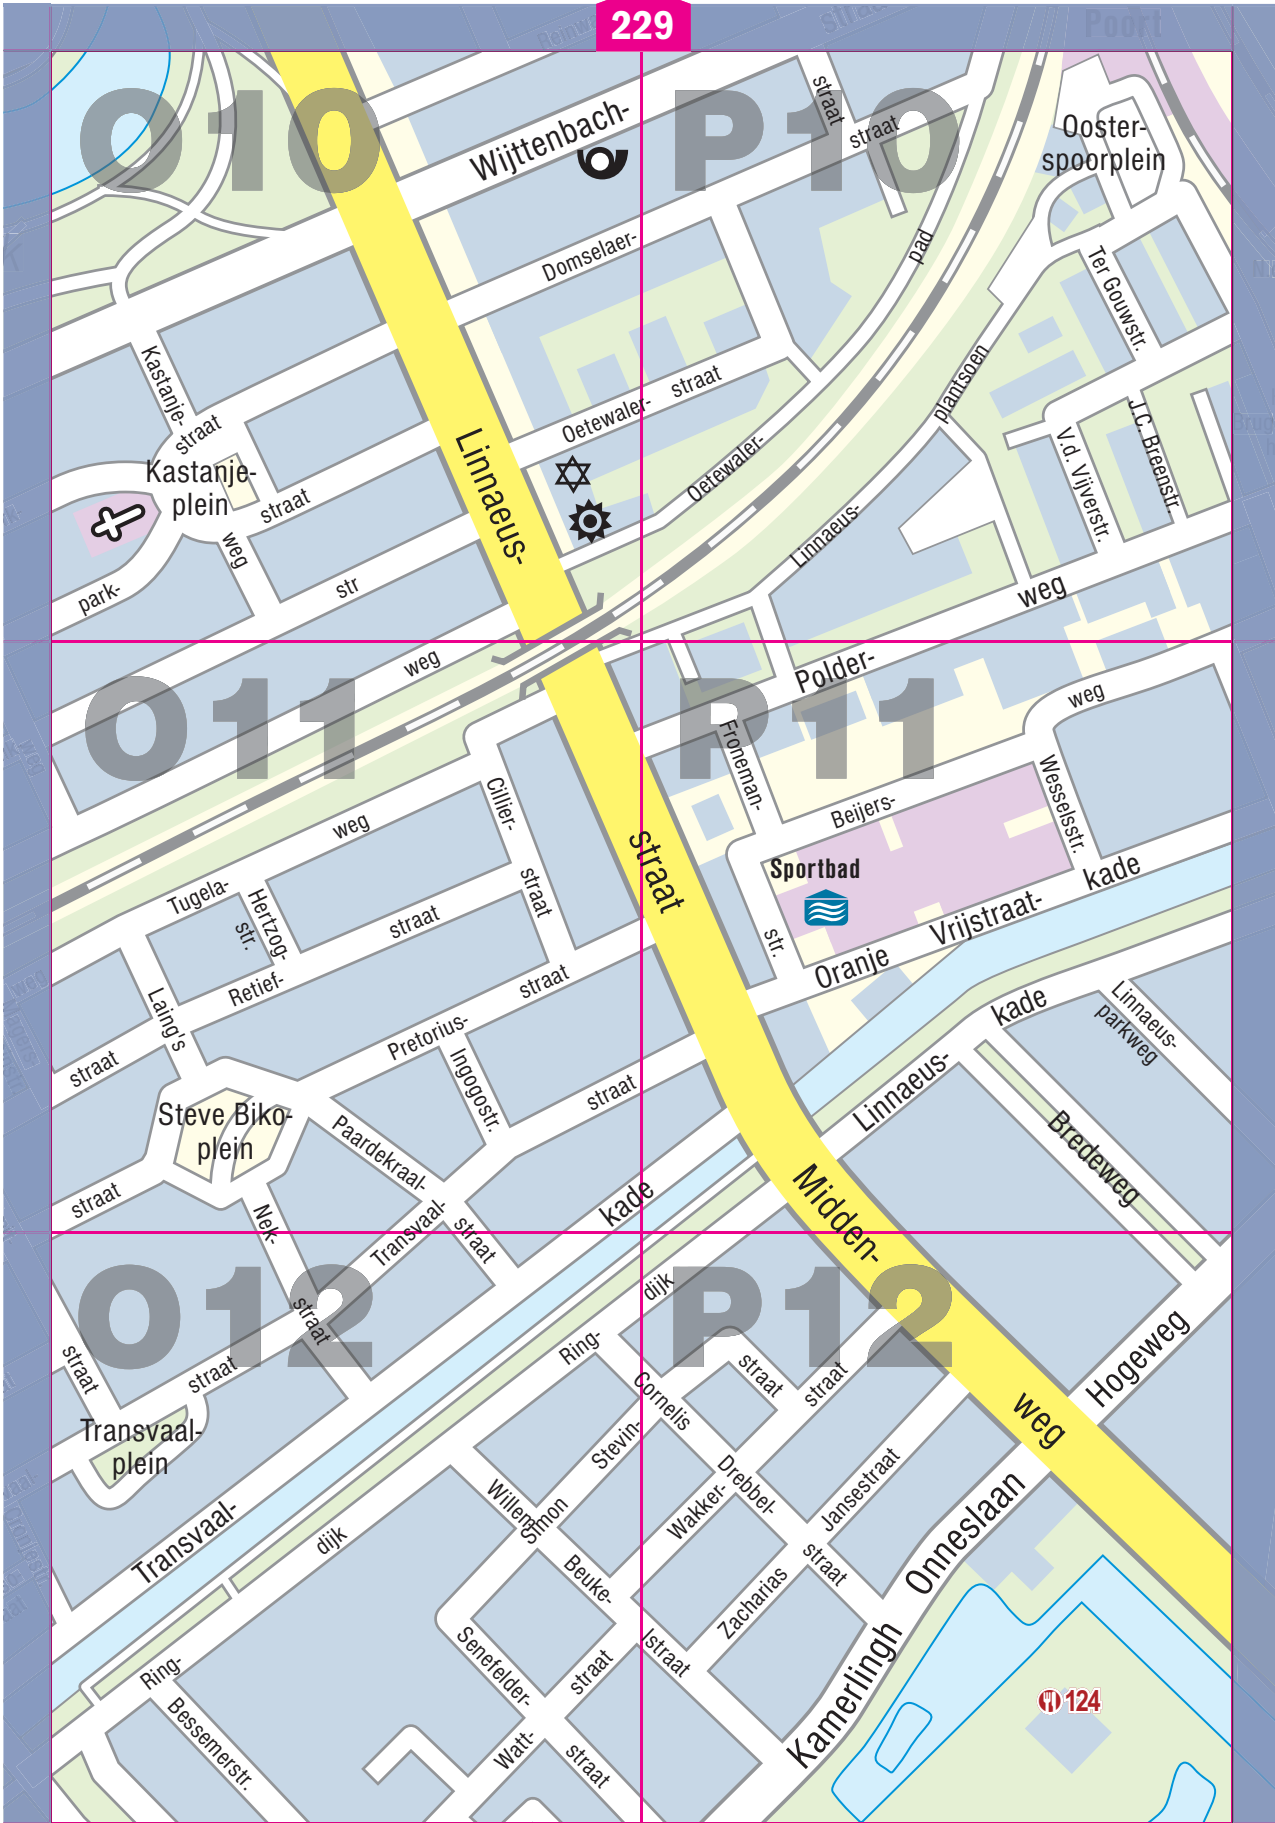 229
Poort
O10
P10
Wijttenbach-
straat
straat
Ooster-
spoorplein
Domselaer-
pad
Ter Gouwstr.
Kastanje-
straat
Kastanje-
plein
straat
weg
park-
str
Linnaeus-
Oetewaler-
straat
Oetewaler-
plantsoen
Linnaeus-
V.d. Vijverstr.
J.C. Breenstr.
weg
weg
Polder-
O11
P11
weg
Froneman-
Beijers-
Wesselsstr.
Cillier-
straat
weg
Tugela-
Hertzog-
str.
straat
straat
Retief-
Sportbad
str.
kade
Vrijstraat-
Oranje
straat
Pretorius-
Laing's
straat
Ingogostr.
straat
kade
Linnaeus-
parkweg
Linnaeus-
Bredeweg
Steve Biko-
plein
Paardekraal-
straat
straat
Nek-
Transvaal-
kade
Midden-
O12
P12
straat
dijk
Ring-
straat
straat
Transvaal-
plein
straat
straat
Cornelis
Stevin-
Hogeweg
weg
Drebbel-
Wakker-
Jansestraat
Willem
Simon
Beuke-
straat
Onneslaan
Transvaal-
dijk
Zacharias
Kamerlingh
Senefelder-
straat
lstraat
Ring-
Bessemerstr.
Watt-
straat
124